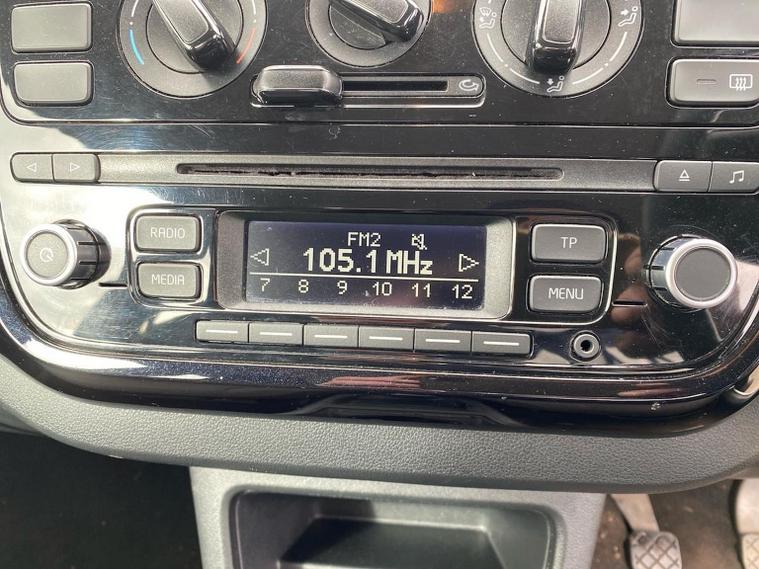 RADIO
MEDIA
FM2
105.1 MHz
7 8 9 10 11 12
TP
MENU